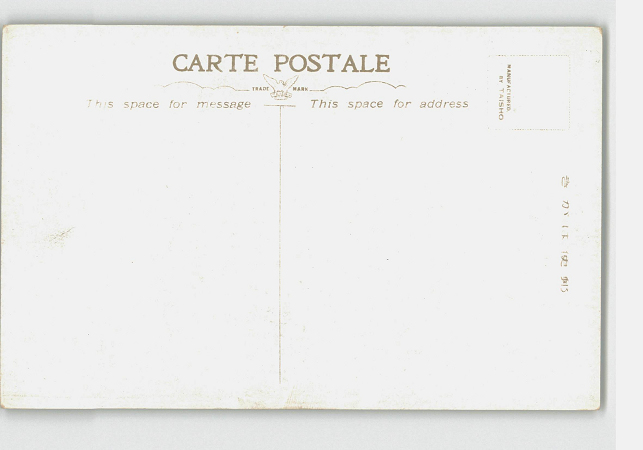 CARTE POSTALE
TRADE MARK
This space for message
This space for address
MANUFACTURED
BY TAISHO